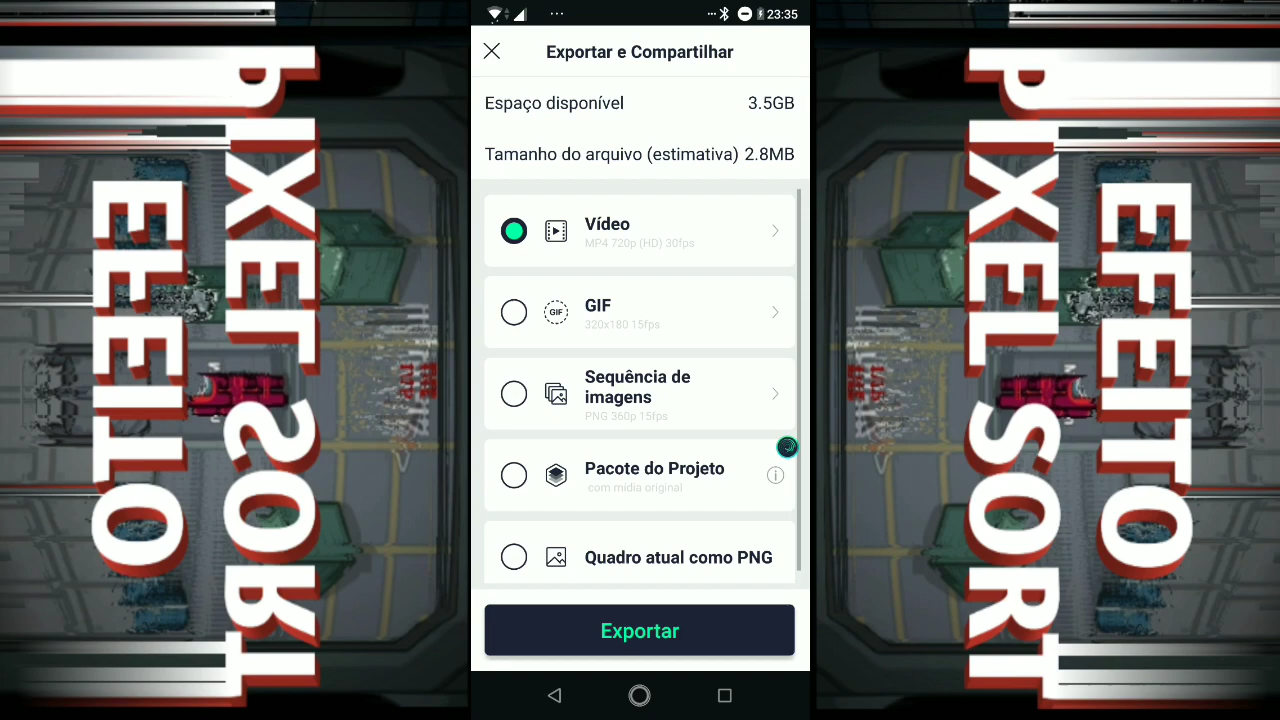 23:35
Exportar e Compartilhar
Espaço disponível 3.5GB
Tamanho do arquivo (estimativa) 2.8MB
Vídeo
MP4 720p (HD) 30fps
GIF
GIF
320x180 15fps
Sequência de
imagens
PNG 360p 15fps
Pacote do Projeto
com mídia original
Quadro atual como PNG
Exportar
EFEITO
PIXEL SORT
EFEITO
PIXEL SORT